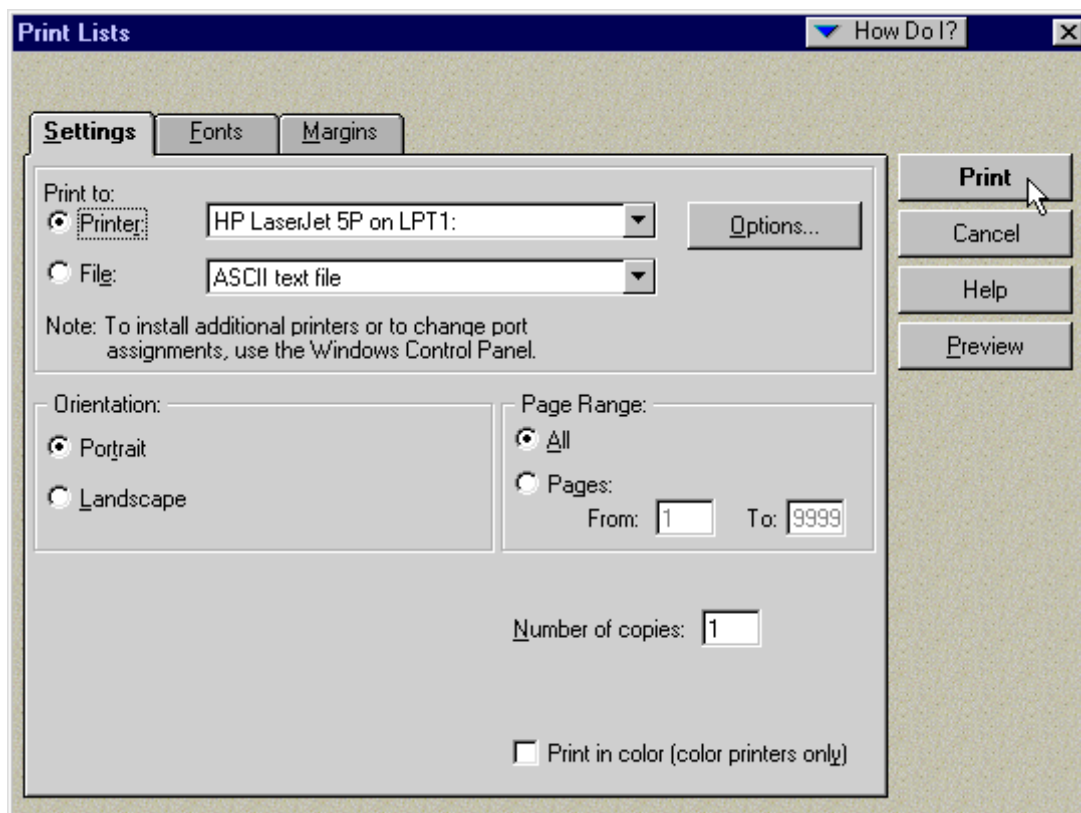 Print Lists
How Do I?
Settings
Fonts
Margins
Print to:
Printer:
HP LaserJet 5P on LPT1:
Options...
File:
ASCII text file
Note: To install additional printers or to change port
assignments, use the Windows Control Panel.
Print
Cancel
Help
Preview
Orientation:
Portrait
Landscape
Page Range:
All
Pages:
From: 1 To: 9999
Number of copies: 1
Print in color (color printers only)